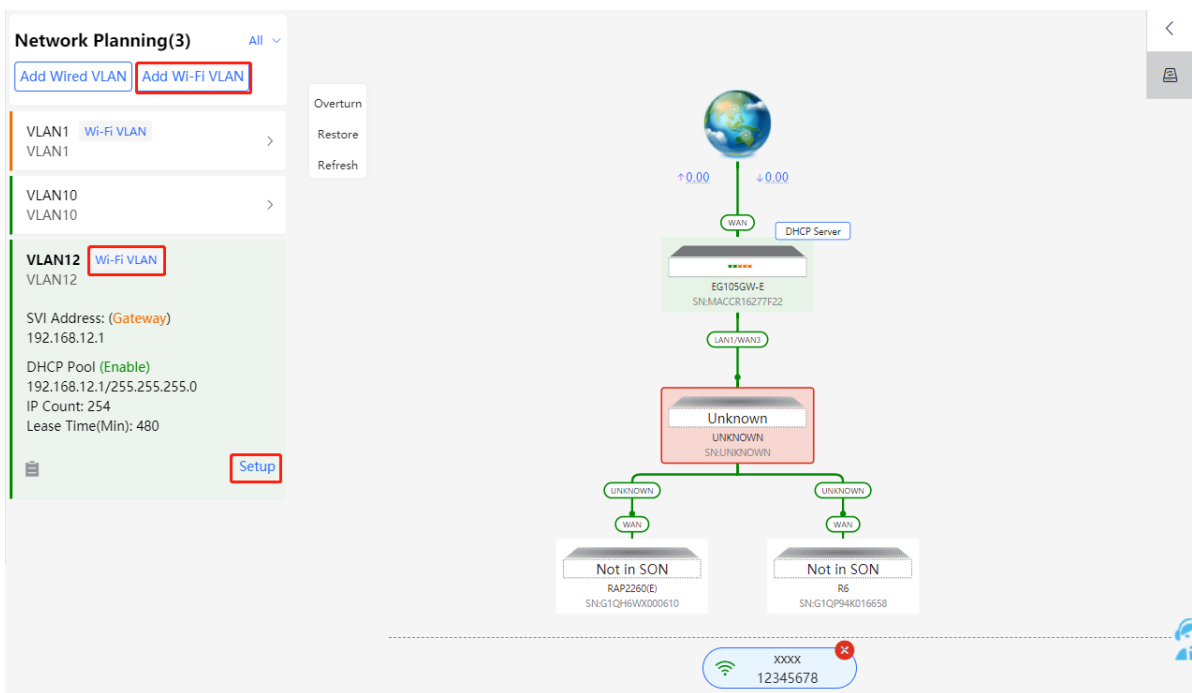 Network Planning(3)
All
Add Wired VLAN
Add Wi-Fi VLAN
VLAN1 Wi-Fi VLAN
VLAN1
VLAN10
VLAN10
VLAN12 Wi-Fi VLAN
VLAN12
SVI Address: (Gateway)
192.168.12.1
DHCP Pool (Enable)
192.168.12.1/255.255.255.0
IP Count: 254
Lease Time(Min): 480
Setup
Overturn
Restore
Refresh
↑0.00 ↓0.00
WAN
DHCP Server
EG105GW-E
SN:MACCR16277F22
LAN1/WAN3
Unknown
UNKNOWN
SN:UNKNOWN
UNKNOWN
UNKNOWN
WAN
WAN
Not in SON
RAP2260(E)
SN:G1QH6WX000610
Not in SON
R6
SN:G1QP94K016658
xxxx
12345678